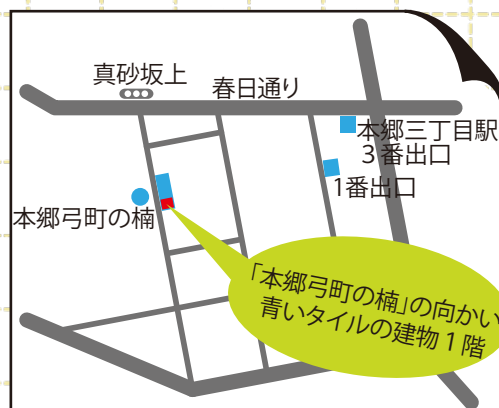 真砂坂上
春日通り
本郷三丁目駅
３番出口
1番出口
本郷弓町の楠
「本郷弓町の楠」の向かい
青いタイルの建物１階